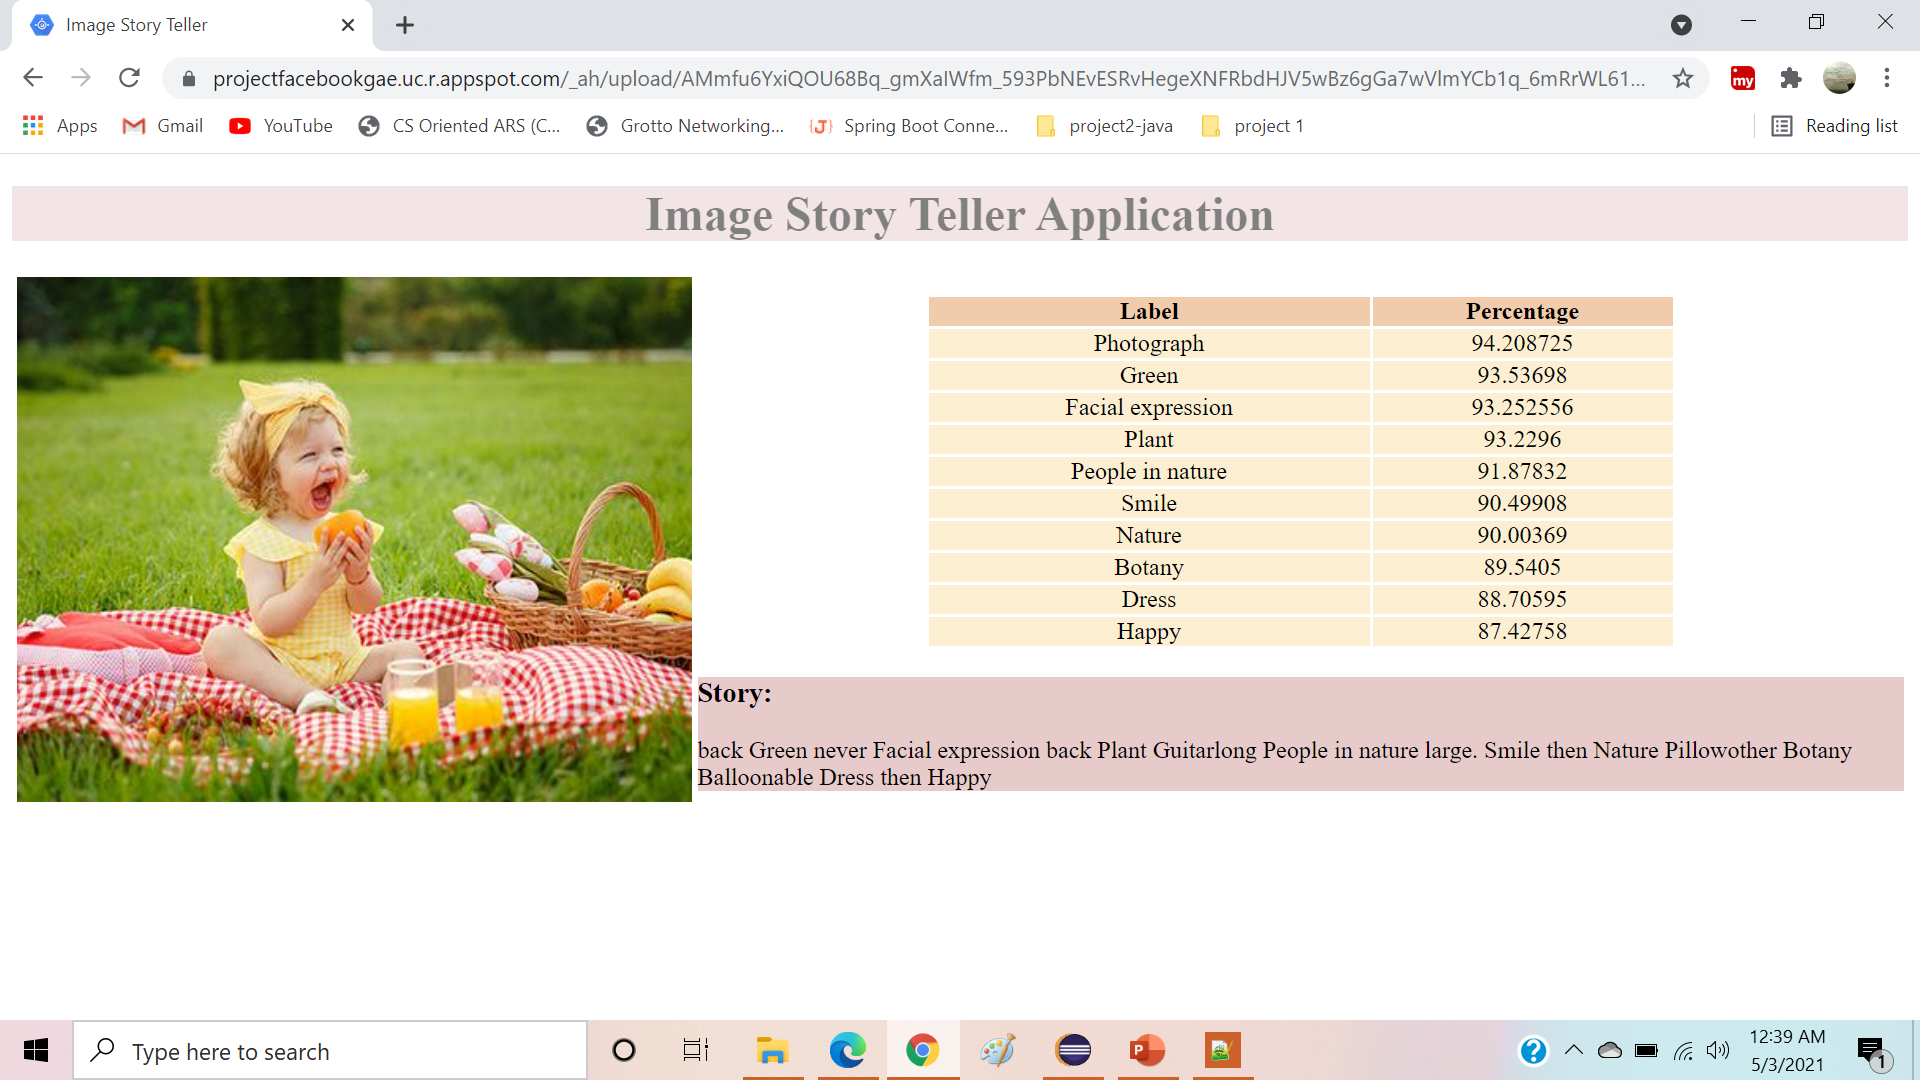 Image Story Teller
projectfacebookgae.uc.r.appspot.com/_ah/upload/AMmfu6YxiQOU68Bq_gmXaIWfm_593PbNEvESRvHegeXNFRbdHJV5wBz6gGa7wVlmYCb1q_6mRrWL61...
my
Apps Gmail YouTube CS Oriented ARS (C... Grotto Networking... {J} Spring Boot Conne... project2-java project 1 Reading list
Image Story Teller Application
Label Percentage
Photograph 94.208725
Green 93.53698
Facial expression 93.252556
Plant 93.2296
People in nature 91.87832
Smile 90.49908
Nature 90.00369
Botany 89.5405
Dress 88.70595
Happy 87.42758
Story:
back Green never Facial expression back Plant Guitarlong People in nature large. Smile then Nature Pillowother Botany
Balloonable Dress then Happy
Type here to search
P
?
12:39 AM
5/3/2021
1